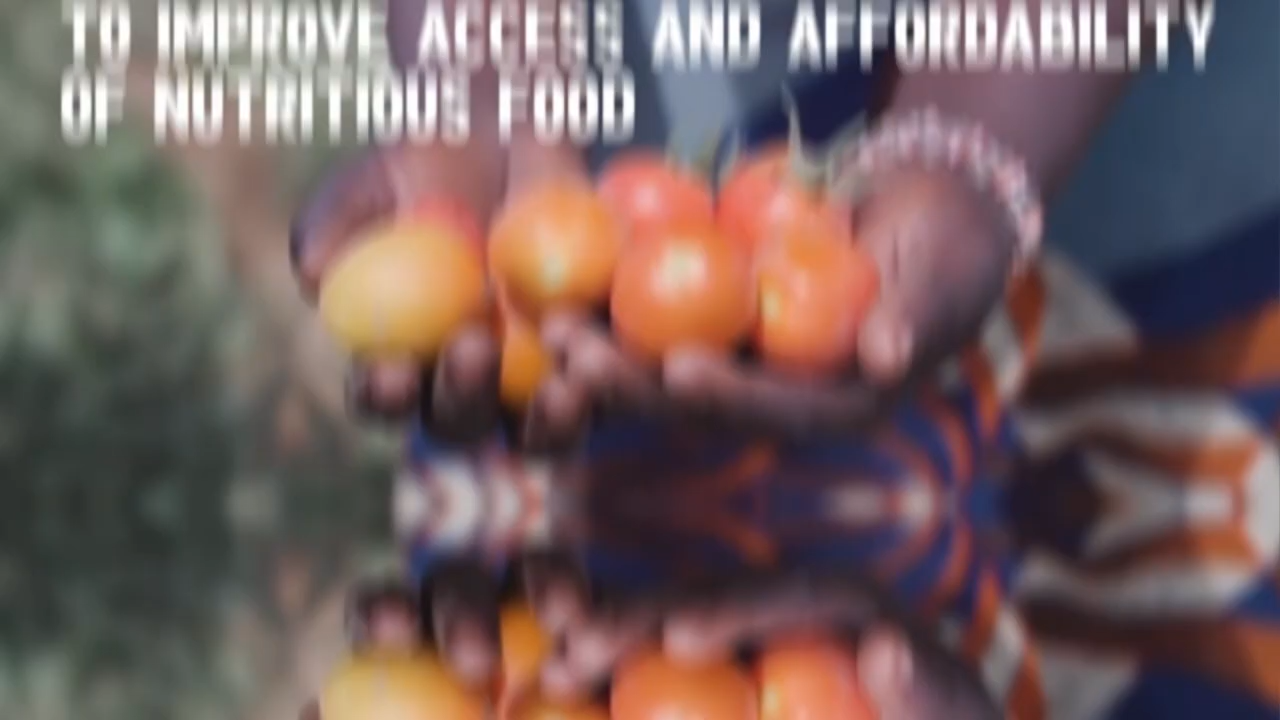 TO IMPROVE ACCESS AND AFFORDABILITY
OF NUTRITIOUS FOOD